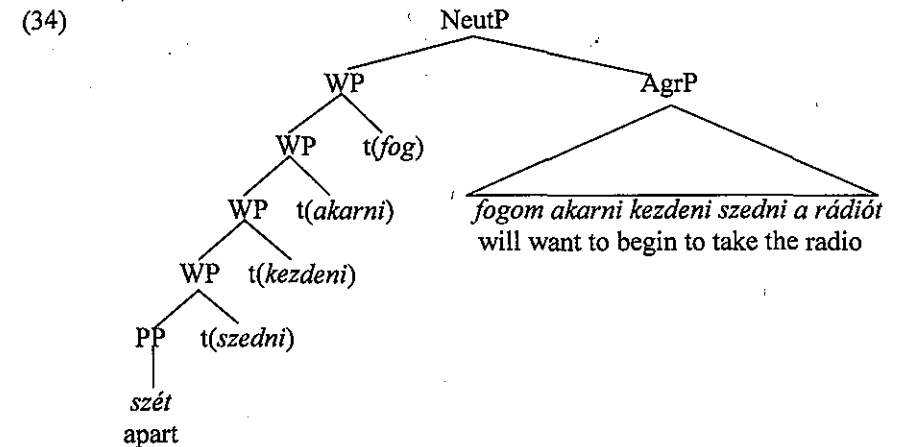 (34) NeutP
WP AgrP
WP t(fog)
WP t(akarni) fogom akarni kezdeni szedni a rádiót
will want to begin to take the radio
WP t(kezdeni)
PP t(szedni)
szét
apart